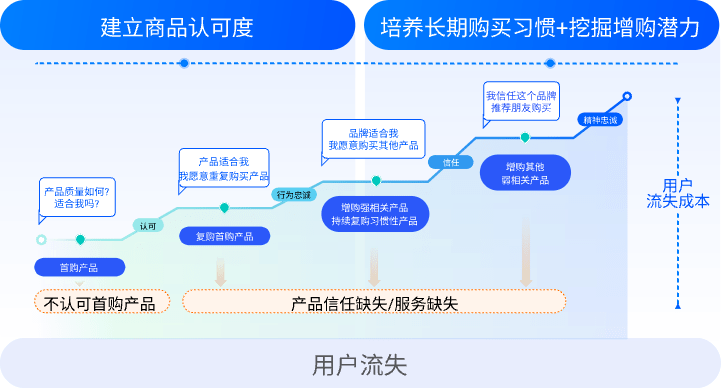 建立商品认可度
培养长期购买习惯+挖掘增购潜力
我信任这个品牌
推荐朋友购买
精神忠诚
品牌适合我
我愿意购买其他产品
信任
增购其他
弱相关产品
产品适合我
我愿意重复购买产品
行为忠诚
增购强相关产品
持续复购习惯性产品
产品质量如何?
适合我吗?
认可
复购首购产品
首购产品
用户
流失成本
不认可首购产品
产品信任缺失/服务缺失
用户流失